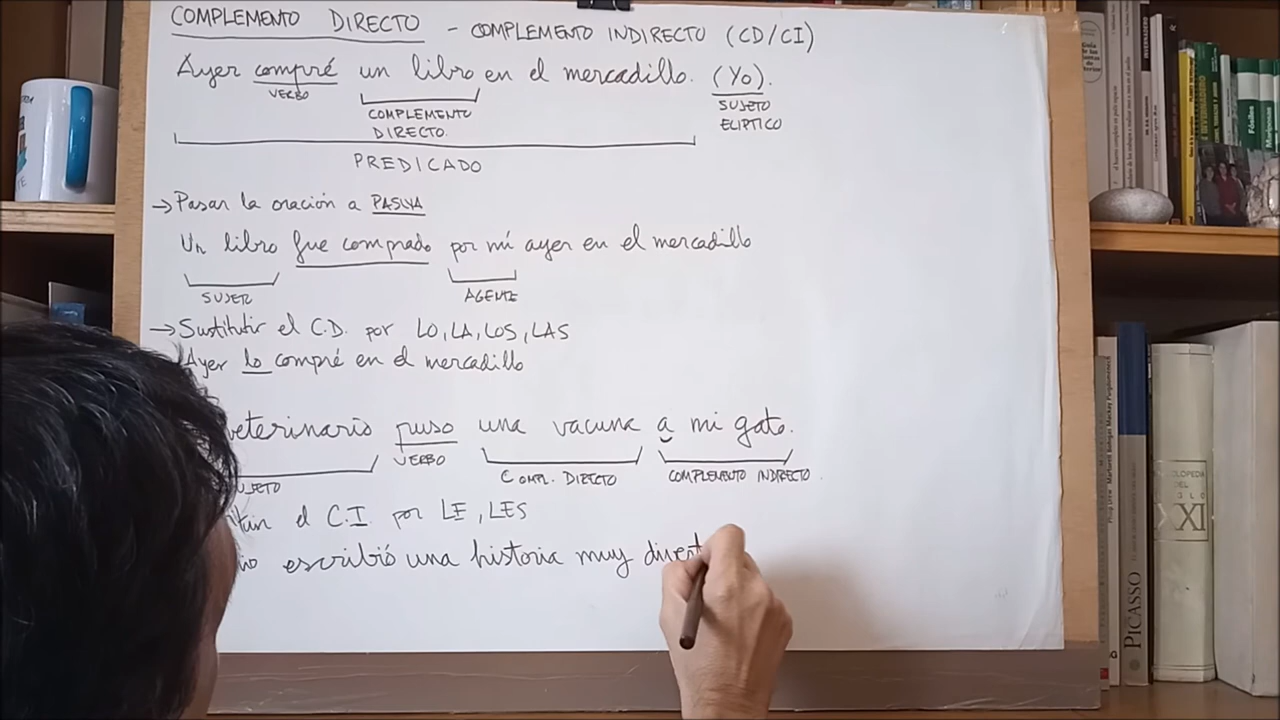 COMPLEMENTO DIRECTO - COMPLEMENTO INDIRECTO (CD/CI)
Ayer compré un libro en el mercadillo. (Yo).
VERBO
COMPLEMENTO DIRECTO.
SUJETO ELIPTICO
PREDICADO
→ Pasar la oración a PASIVA
Un libro fue comprado por mí ayer en el mercadillo
SUJETO
AGENTE
→ Sustituir el C.D. por LO, LA, LOS, LAS
Ayer lo compré en el mercadillo
veterinario puso una vacuna a mi gato.
VERBO
COMPL. DIRECTO
COMPLEMENTO INDIRECTO.
el C.I. por LE, LES
escribió una historia muy divert
PICASSO